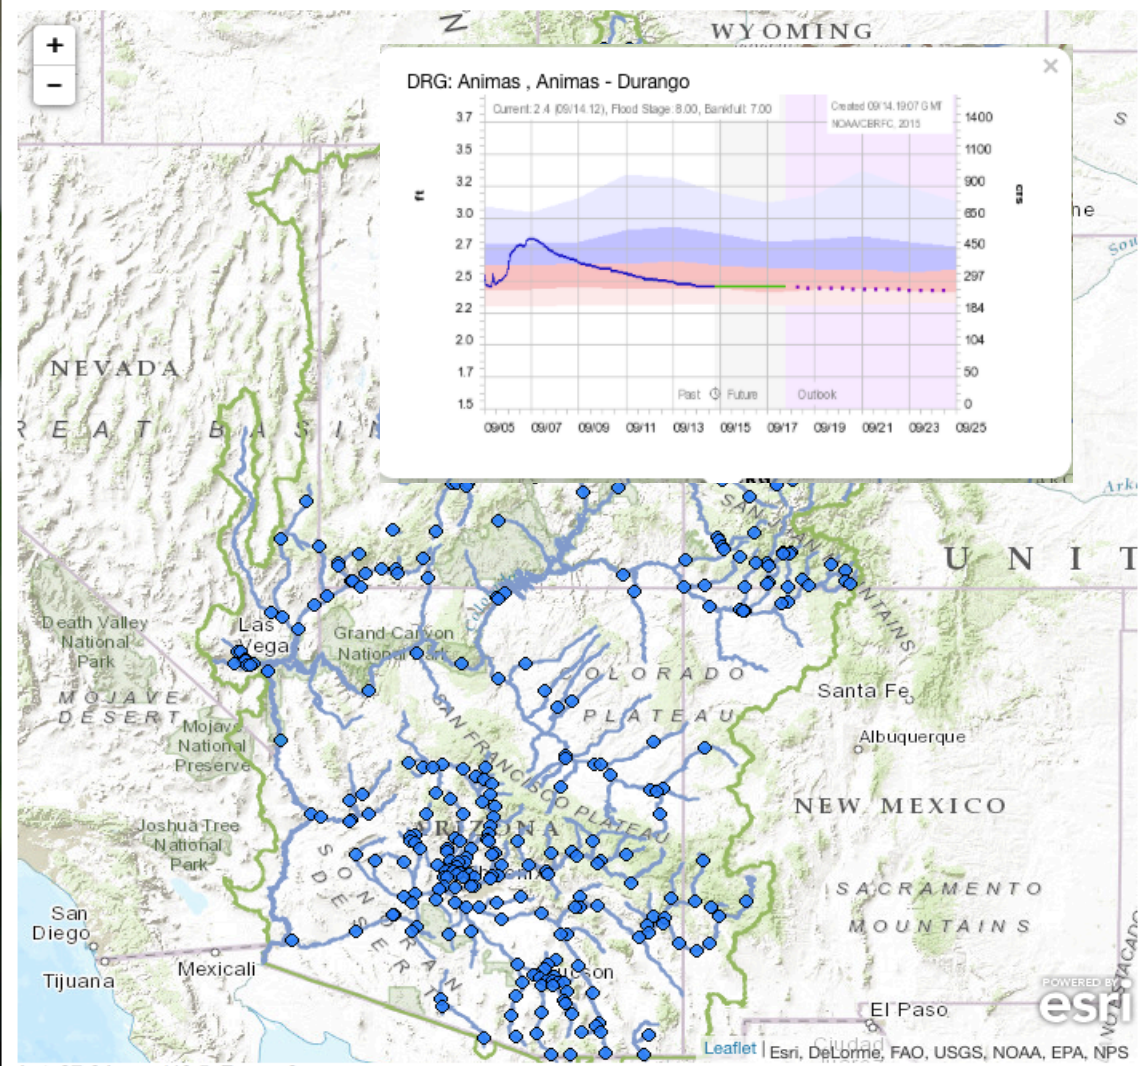 +
−
WYOMING
×
DRG: Animas , Animas - Durango
Current: 2.4 (09/14.12), Flood Stage: 8.00, Bankfull: 7.00
Created 09/14.19:07 GMT
NOAA/CBRFC, 2015
3.7
3.5
3.2
3.0
2.7
2.5
2.2
2.0
1.7
1.5
ft
1400
1100
900
650
450
297
184
104
50
0
cfs
Past Future Outlook
09/05 09/07 09/09 09/11 09/13 09/15 09/17 09/19 09/21 09/23 09/25
S
NEVADA
REAT BASIN
SAN JUAN
UNIT
NTAINS
Death Valley
National
Park
Las
Vegas
Grand Canyon
National Park
COLORADO
PLATEAU
MOJAVE
DESERT
Mojave
National
Preserve
SAN FRANCISCO PLATEAU
Santa Fe
Albuquerque
NEW MEXICO
Joshua Tree
National
Park
ARIZONA
SONORAN
DESERT
SACRAMENTO
MOUNTAINS
San
Diego
Tijuana
Mexicali
Tucson
El Paso
Ciudad
POWERED BY
esri
Leaflet | Esri, DeLorme, FAO, USGS, NOAA, EPA, NPS